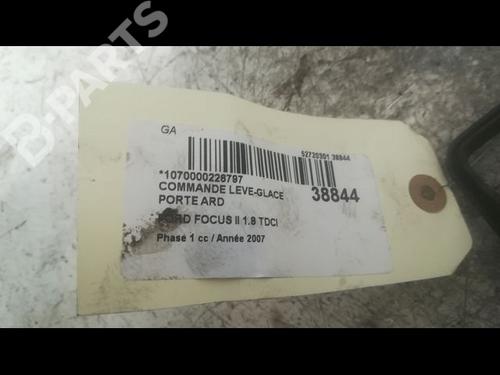 B-PARTS
GA
52720301 38844
*1070000228797
COMMANDE LEVE-GLACE
38844
PORTE ARD
FORD FOCUS II 1.8 TDCI
Phase 1 cc / Année 2007